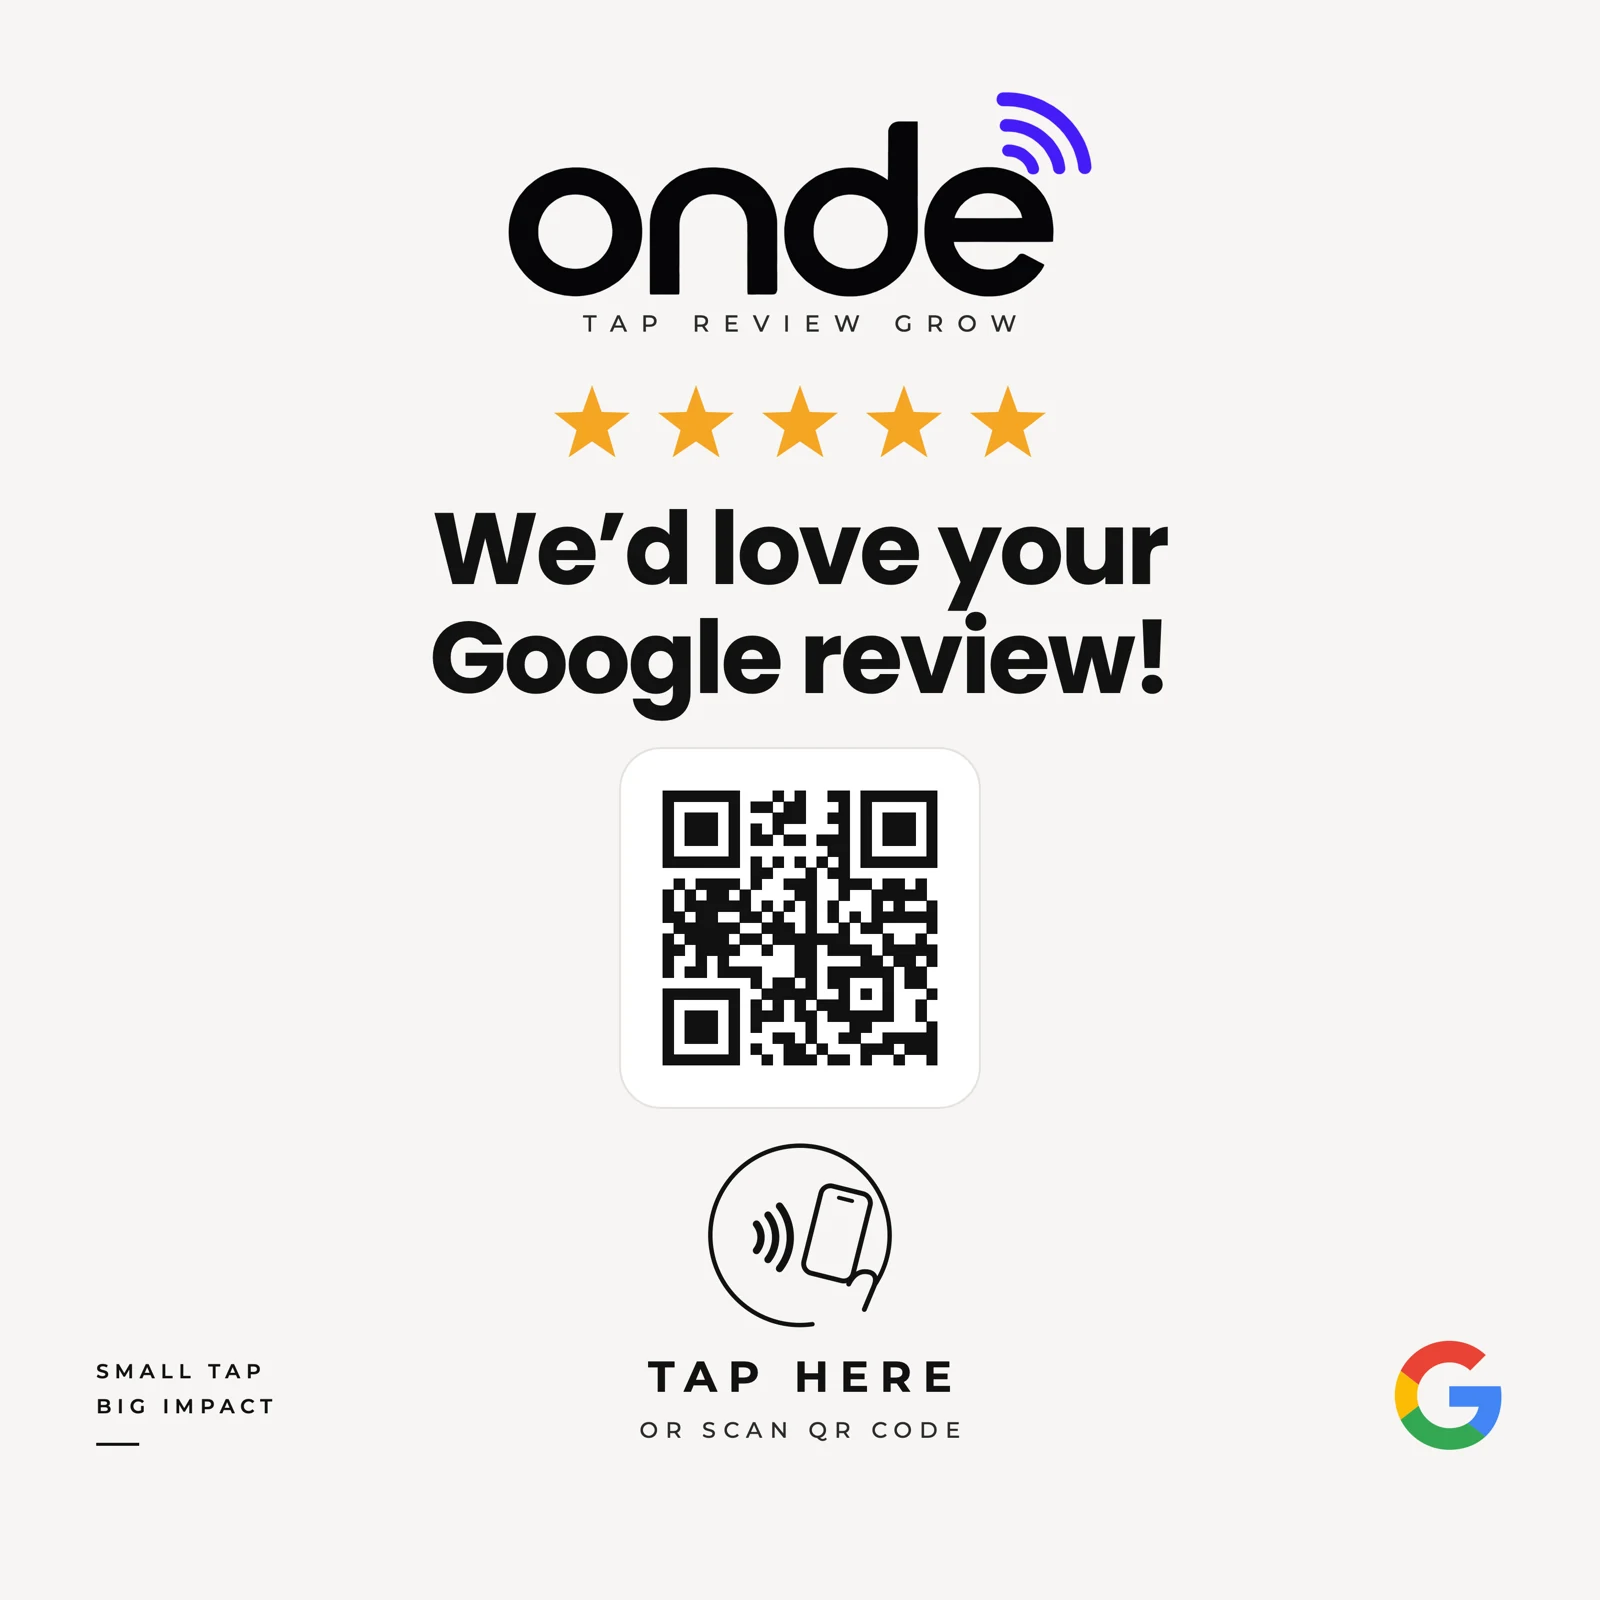 onde
TAP REVIEW GROW
We’d love your
Google review!
TAP HERE
OR SCAN QR CODE
SMALL TAP
BIG IMPACT
G